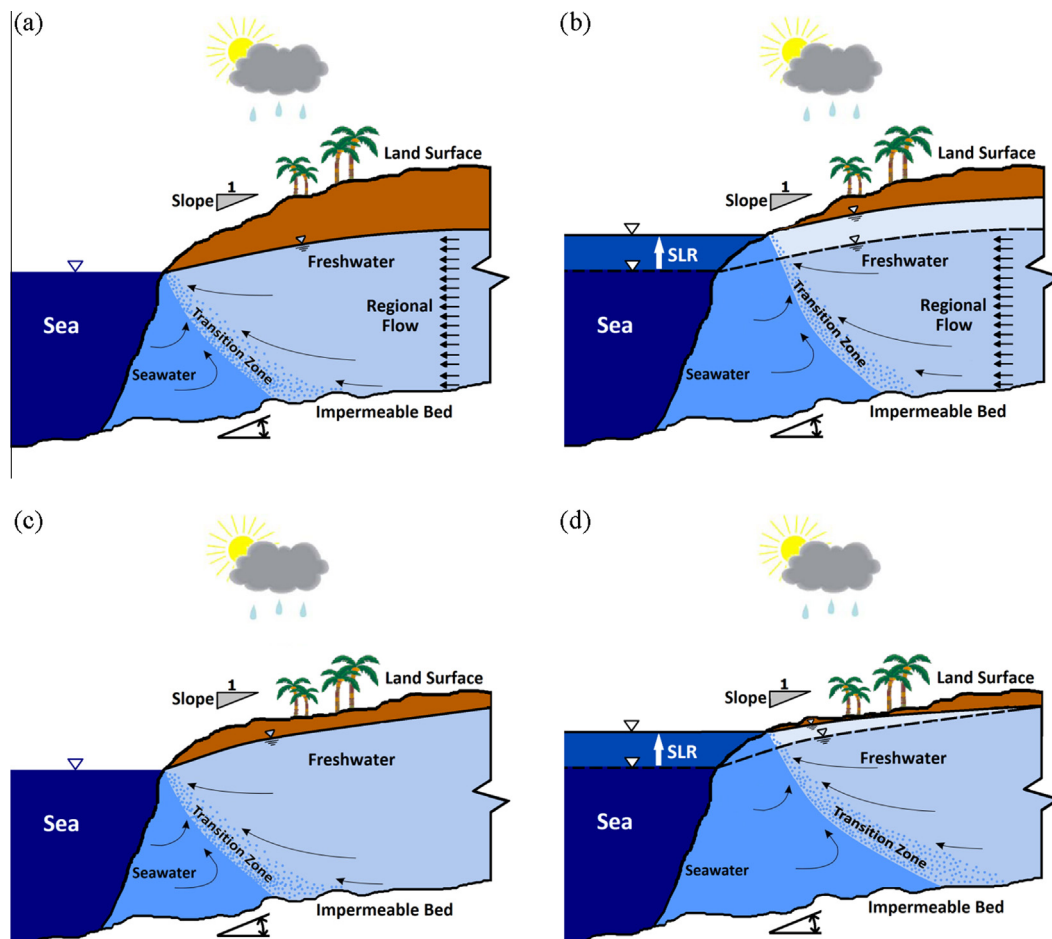 (a)
Land Surface
1
Slope
Freshwater
Regional
Flow
Sea
Transition Zone
Seawater
Impermeable Bed
(b)
Land Surface
1
Slope
SLR
Freshwater
Regional
Flow
Sea
Transition Zone
Seawater
Impermeable Bed
(c)
Land Surface
1
Slope
Freshwater
Sea
Transition Zone
Seawater
Impermeable Bed
(d)
Land Surface
1
Slope
SLR
Freshwater
Sea
Transition Zone
Seawater
Impermeable Bed